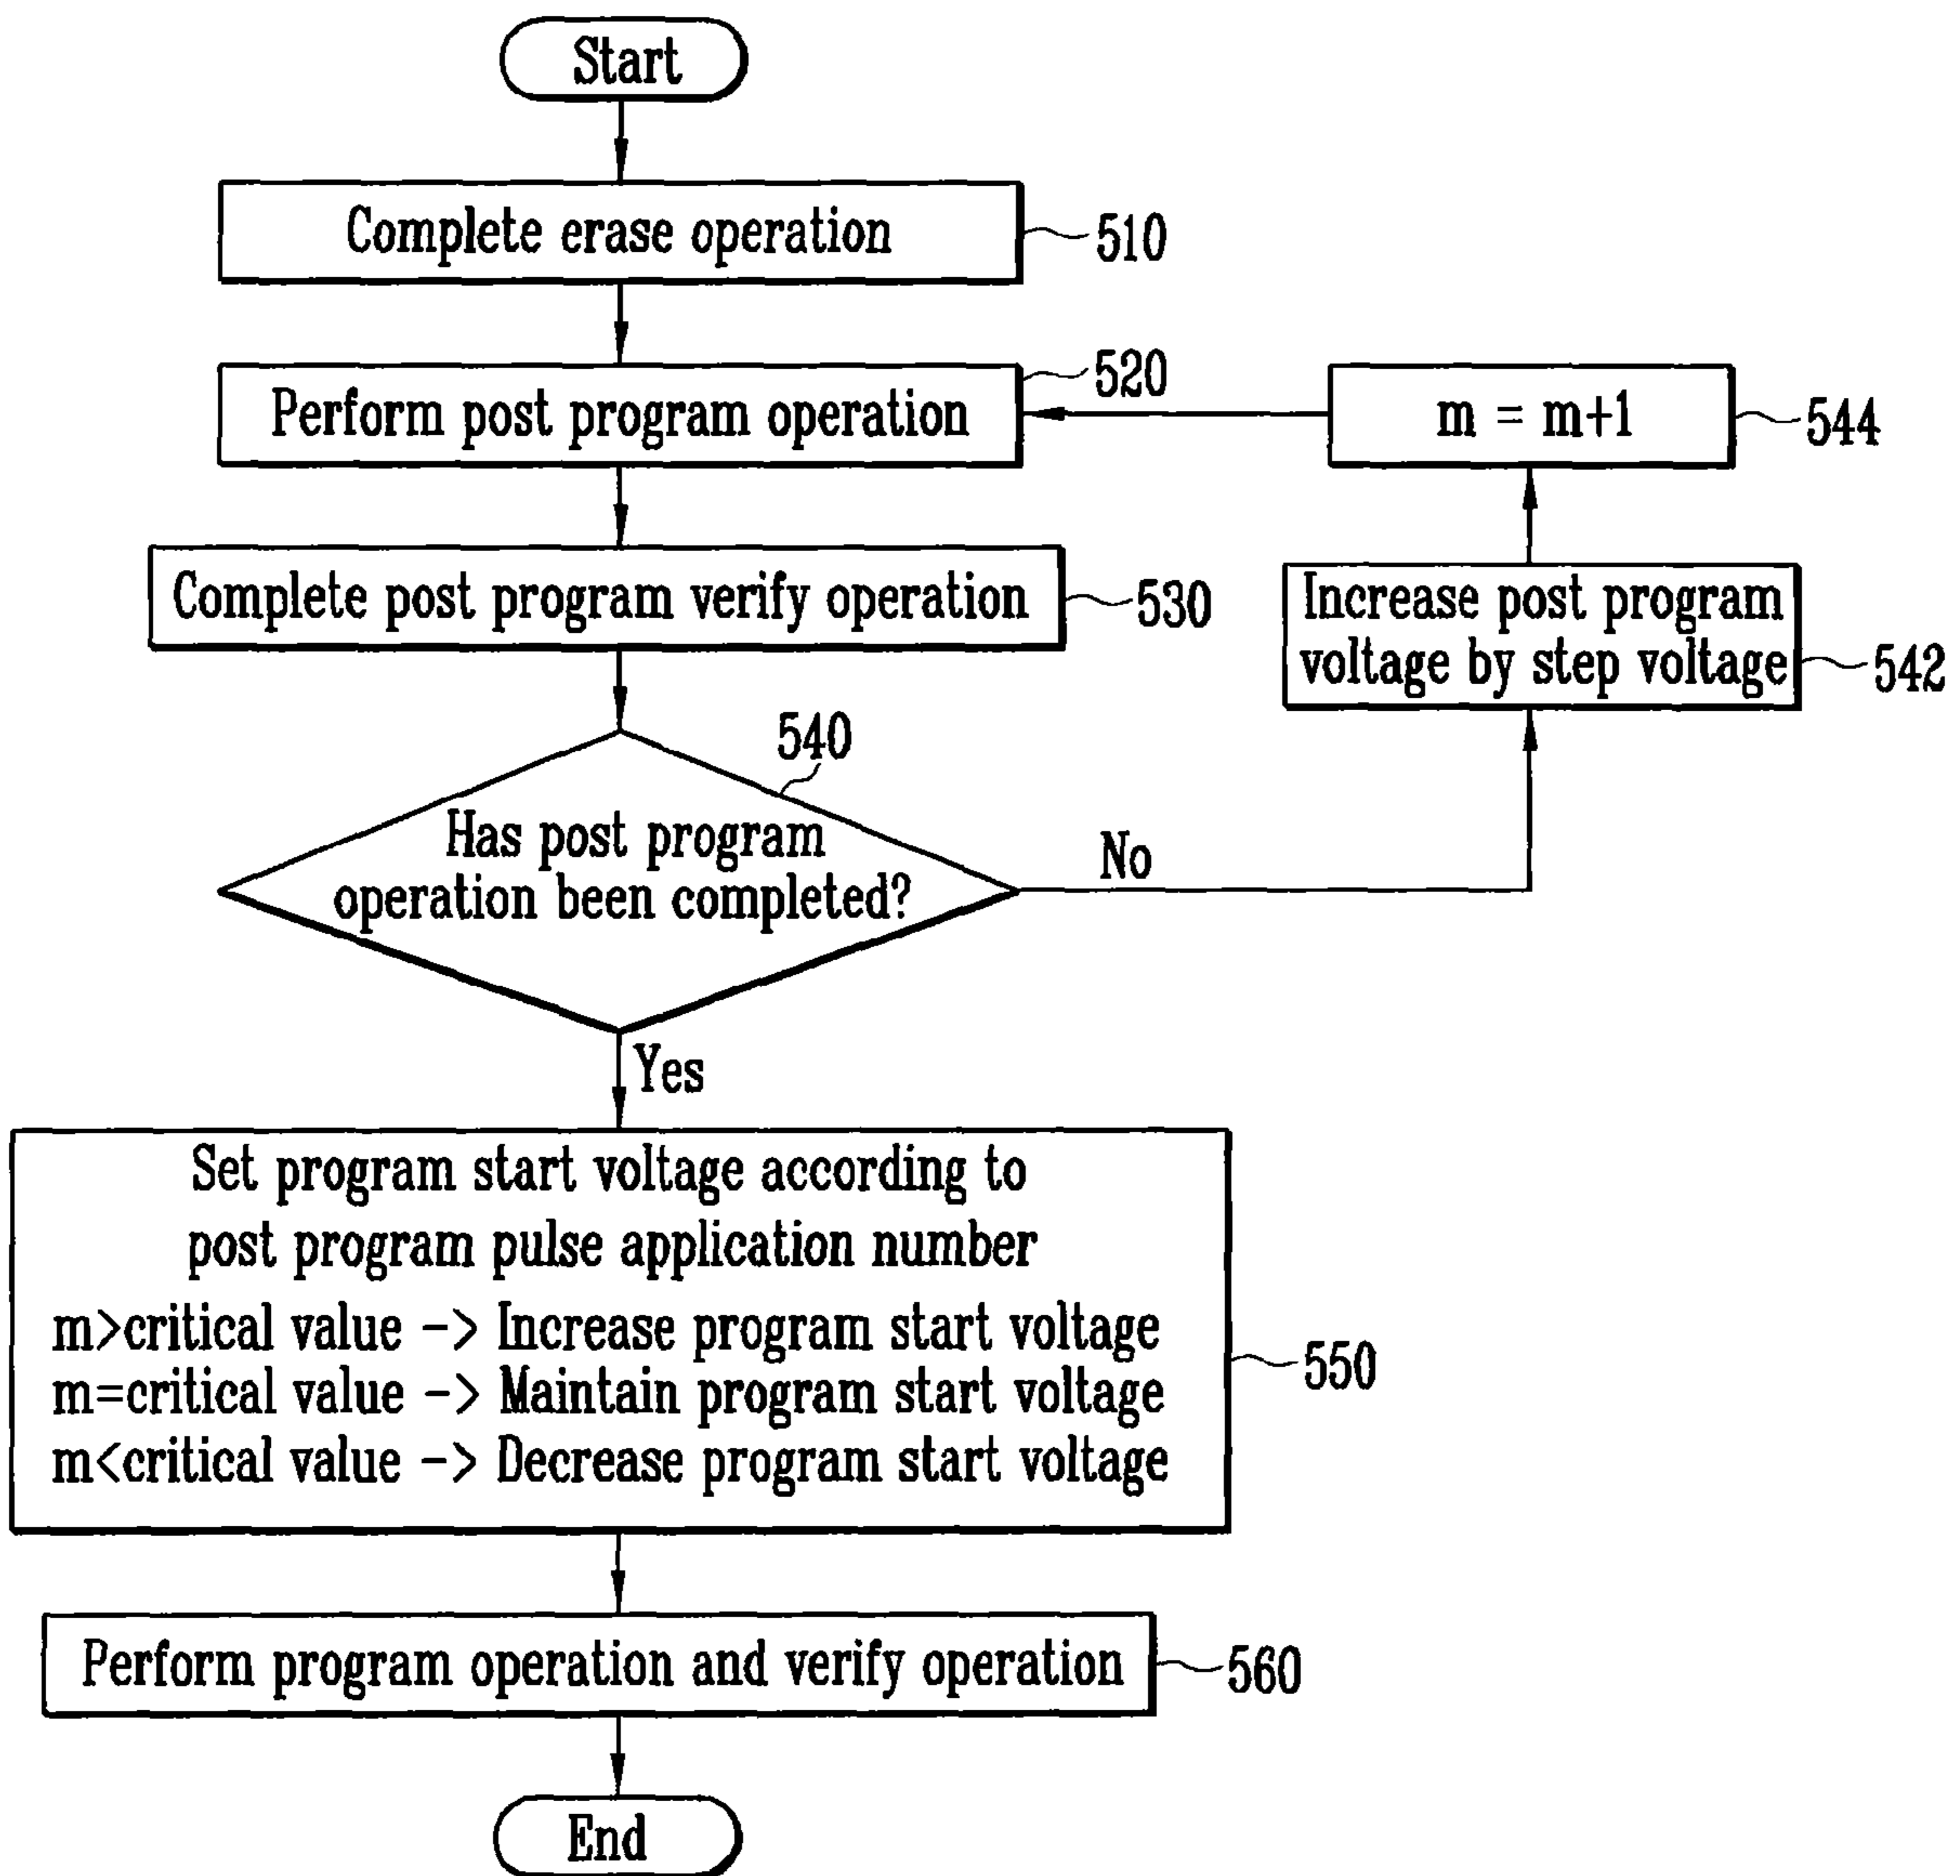 Start
Complete erase operation
510
Perform post program operation
520
m = m+1
544
Complete post program verify operation
530
Increase post program
voltage by step voltage
542
540
Has post program
operation been completed?
No
Yes
Set program start voltage according to
post program pulse application number
m>critical value -> Increase program start voltage
m=critical value -> Maintain program start voltage
m<critical value -> Decrease program start voltage
550
Perform program operation and verify operation
560
End